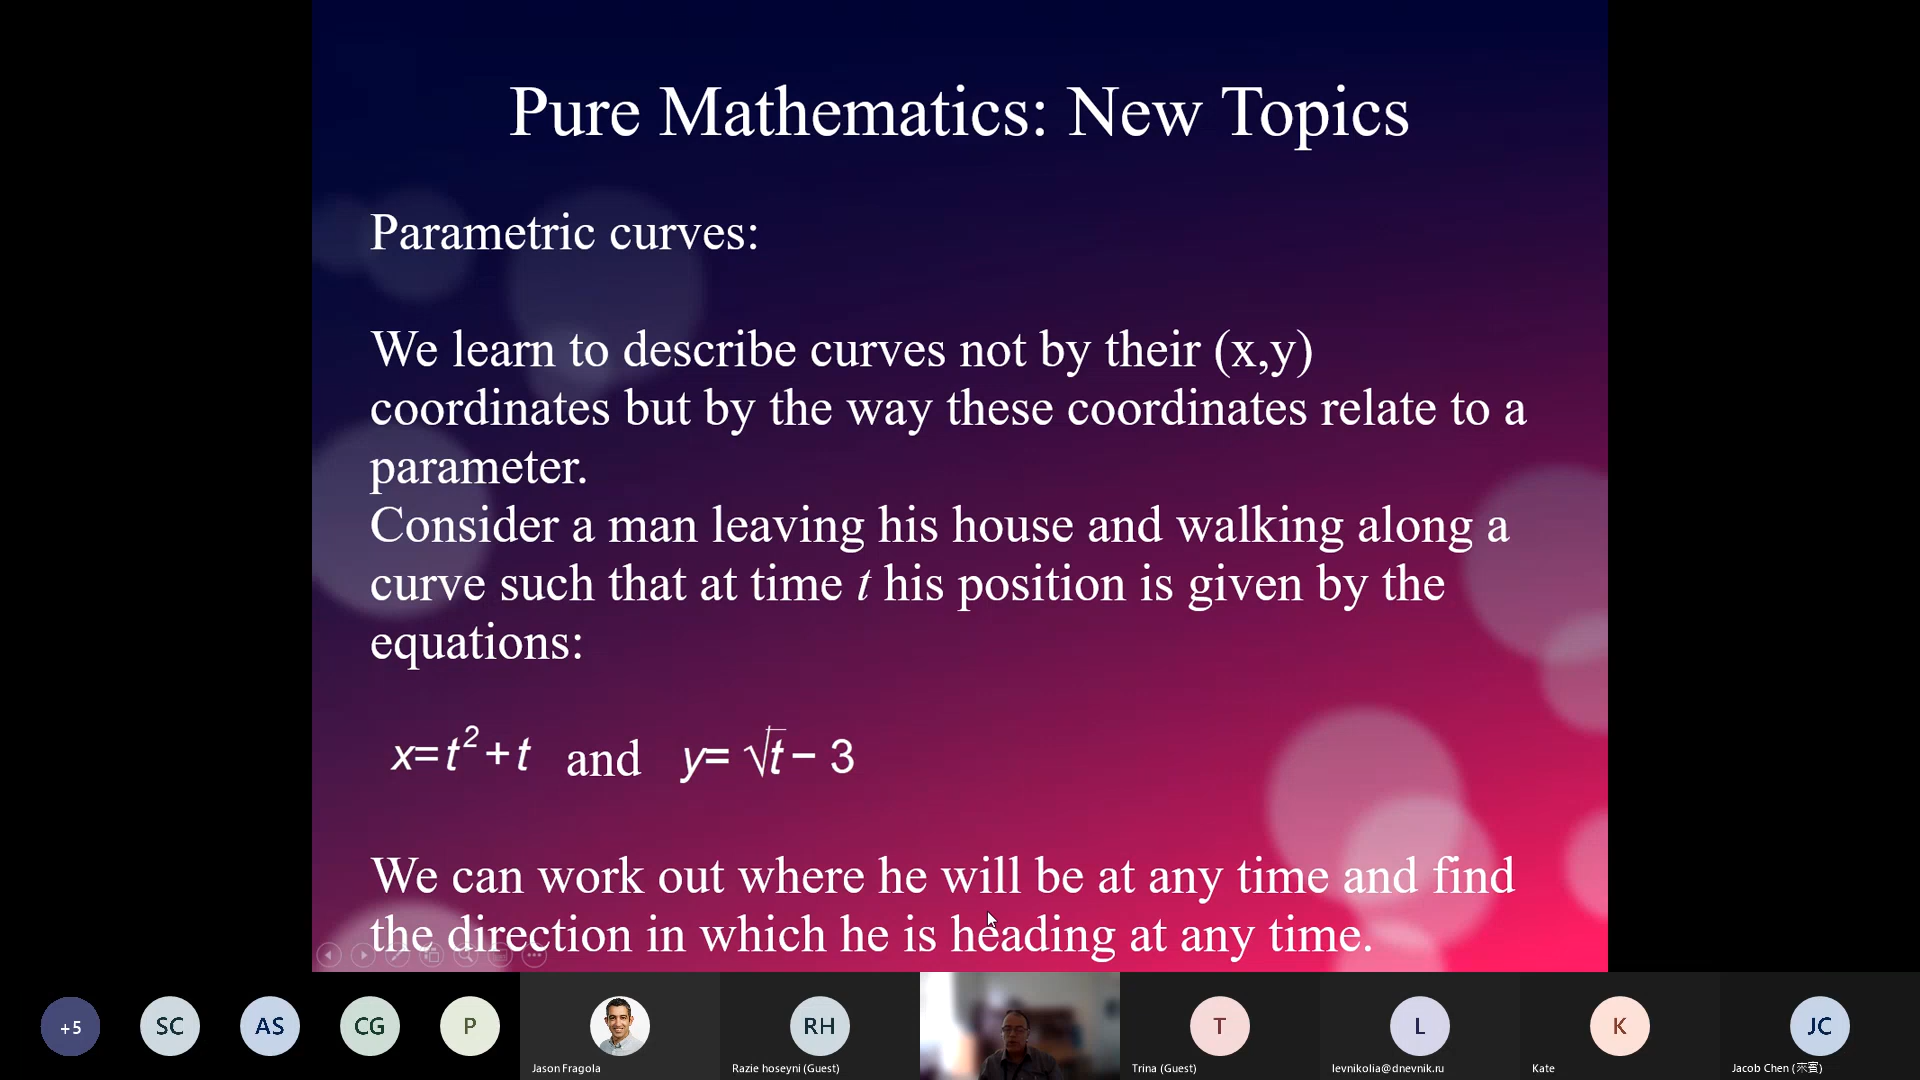 Pure Mathematics: New Topics
Parametric curves:
We learn to describe curves not by their (x,y)
coordinates but by the way these coordinates relate to a
parameter.
Consider a man leaving his house and walking along a
curve such that at time t his position is given by the
equations:
x=t²+t and y= √t − 3
We can work out where he will be at any time and find
the direction in which he is heading at any time.
+5 SC AS CG P RH T L K JC
Jason Fragola Razie hoseyni (Guest) Trina (Guest) levnikolia@dnevnik.ru Kate Jacob Chen (来賓)